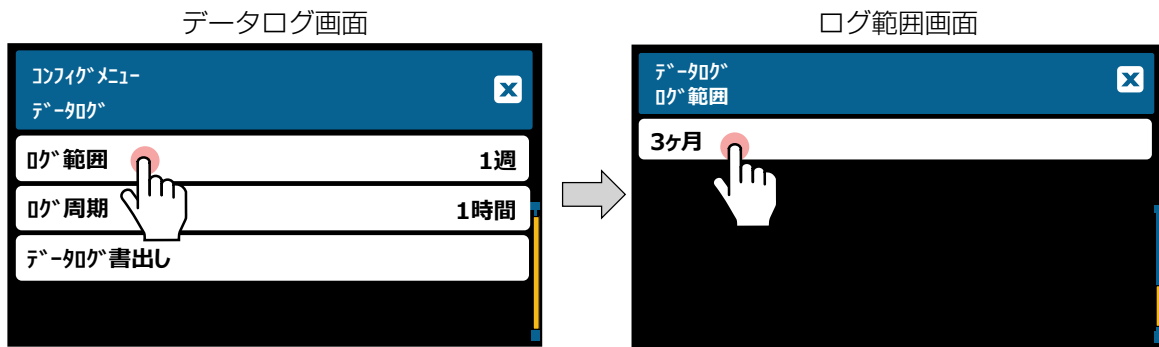 データログ画面
ｺﾝﾌｨｸﾞﾒﾆｭｰ
ﾃﾞｰﾀﾛｸﾞ
X
ﾛｸﾞ範囲
1週
ﾛｸﾞ周期
1時間
ﾃﾞｰﾀﾛｸﾞ書出し
ログ範囲画面
ﾃﾞｰﾀﾛｸﾞ
ﾛｸﾞ範囲
X
3ヶ月